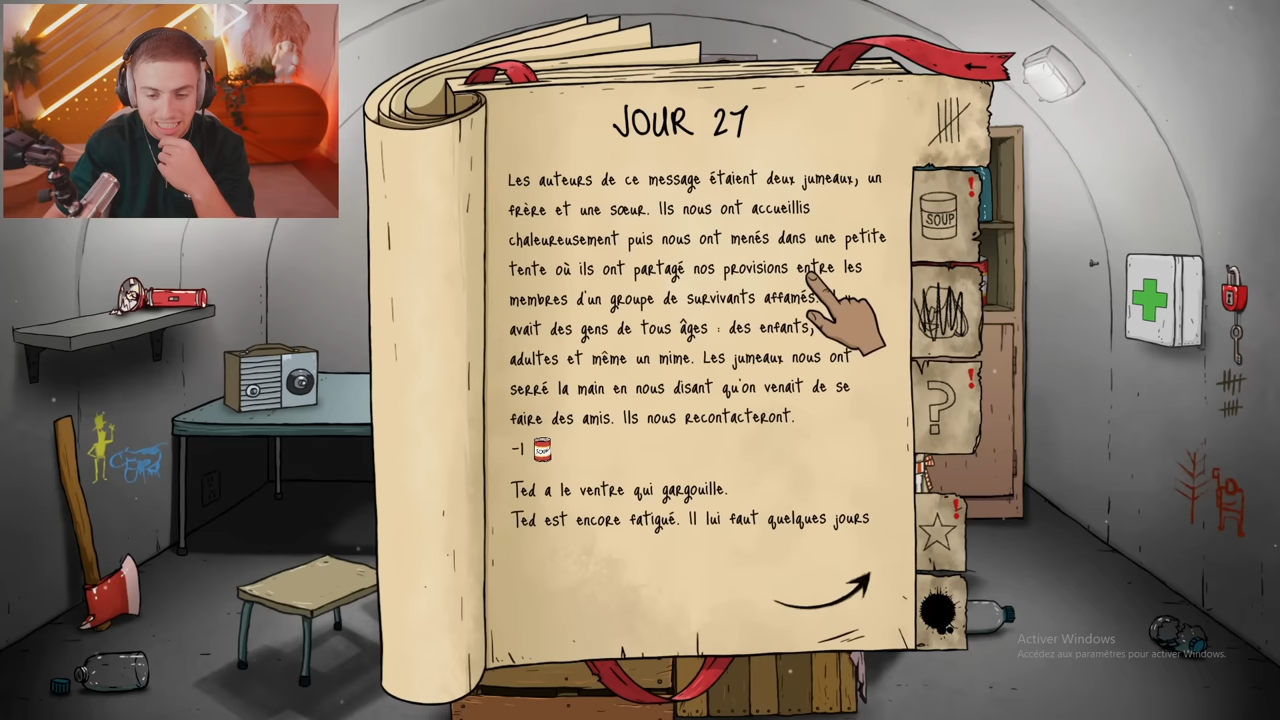 JOUR 27
Les auteurs de ce message étaient deux jumeaux, un
frère et une sœur. Ils nous ont accueillis
chaleureusement puis nous ont menés dans une petite
tente où ils ont partagé nos provisions entre les
membres d'un groupe de survivants affamés.
avait des gens de tous âges : des enfants,
adultes et même un mime. Les jumeaux nous ont
serré la main en nous disant qu'on venait de se
faire des amis. Ils nous recontacteront.
-1 SOUP
Ted a le ventre qui gargouille.
Ted est encore fatigué. Il lui faut quelques jours
SOUP
Activer Windows
Accédez aux paramètres pour activer Windows.